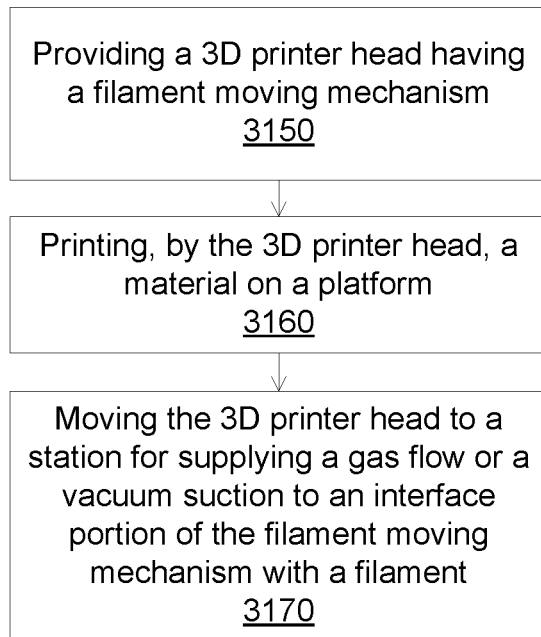 Providing a 3D printer head having
a filament moving mechanism
3150
Printing, by the 3D printer head, a
material on a platform
3160
Moving the 3D printer head to a
station for supplying a gas flow or a
vacuum suction to an interface
portion of the filament moving
mechanism with a filament
3170